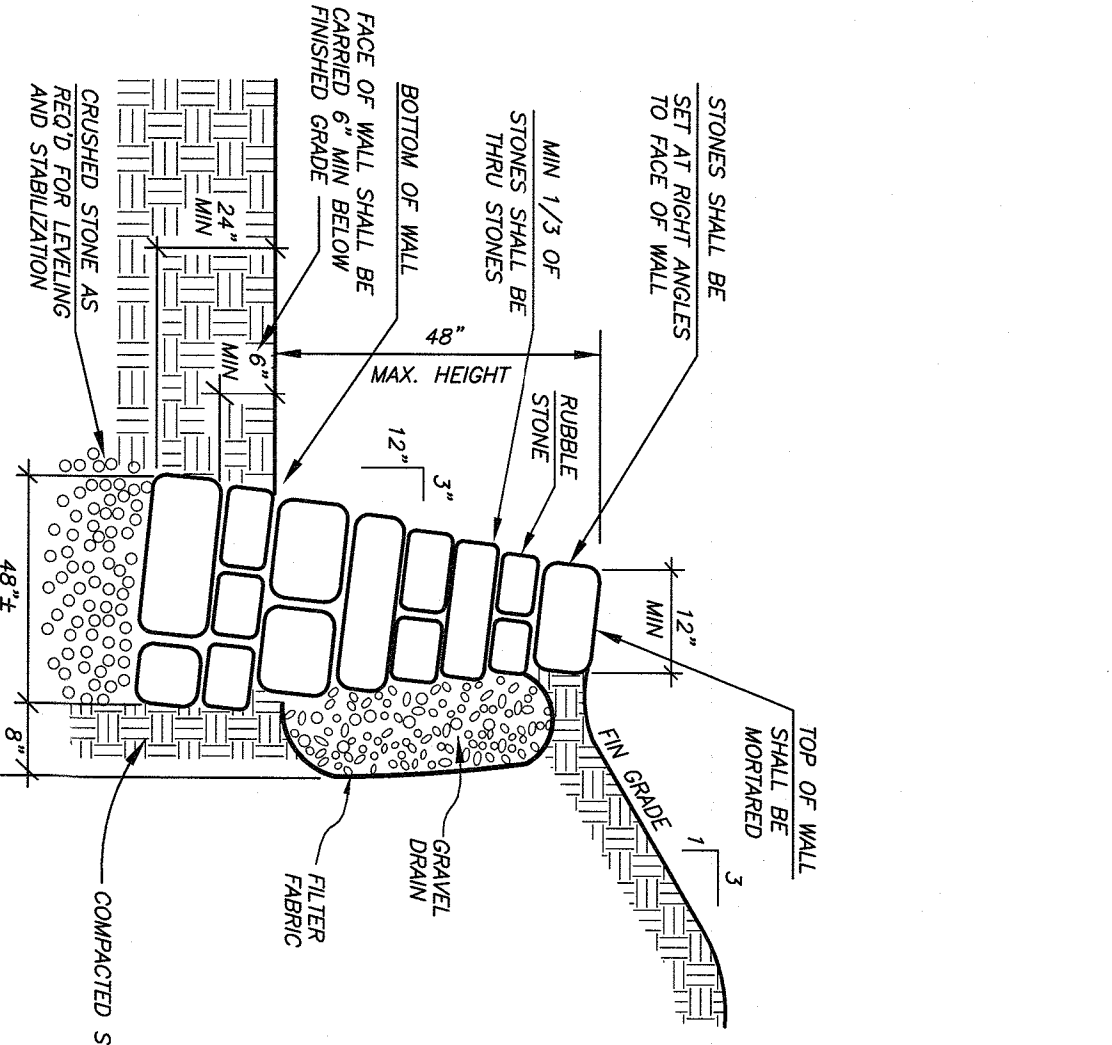 STONES SHALL BE
SET AT RIGHT ANGLES
TO FACE OF WALL
MIN 1/3 OF
STONES SHALL BE
THRU STONES
BOTTOM OF WALL
FACE OF WALL SHALL BE
CARRIED 6" MIN BELOW
FINISHED GRADE
CRUSHED STONE AS
REQ'D FOR LEVELING
AND STABILIZATION
24"
MIN
6"
MIN
48"
MAX. HEIGHT
RUBBLE
STONE
12"
3"
12"
MIN
TOP OF WALL
SHALL BE
MORTARED
FIN GRADE
1
3
GRAVEL
DRAIN
FILTER
FABRIC
COMPACTED S
48"±
8"